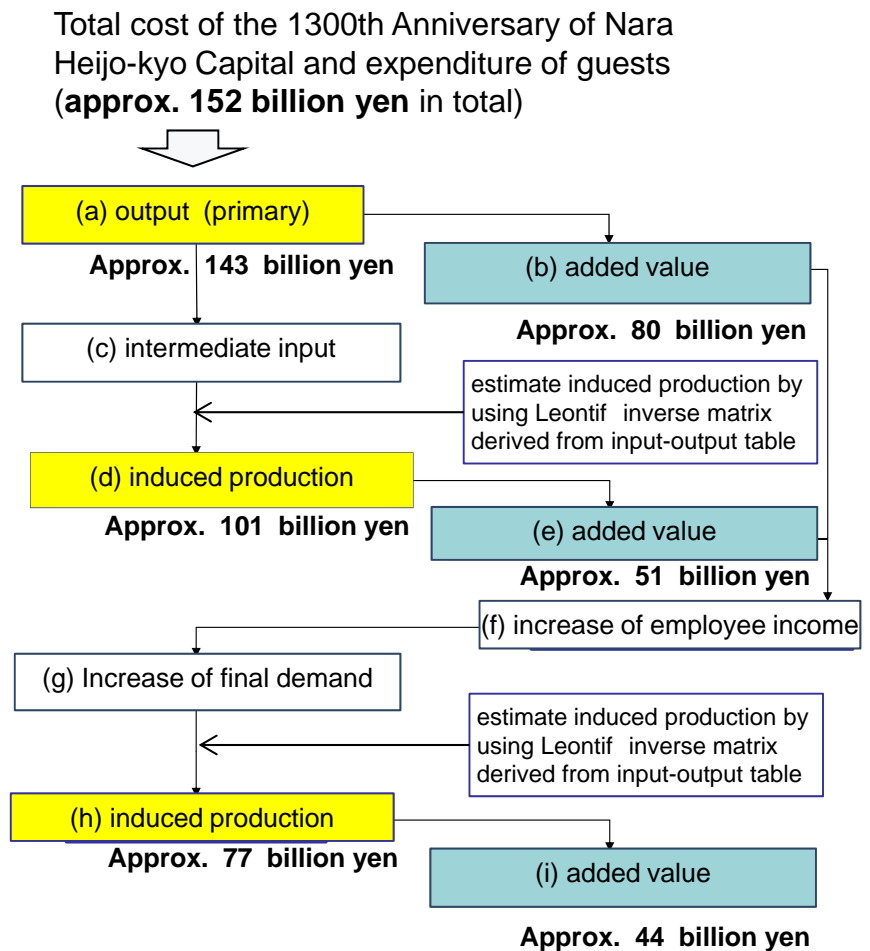 Total cost of the 1300th Anniversary of Nara
Heijo-kyo Capital and expenditure of guests
(approx. 152 billion yen in total)
(a) output (primary)
Approx. 143 billion yen
(b) added value
Approx. 80 billion yen
(c) intermediate input
estimate induced production by
using Leontif inverse matrix
derived from input-output table
(d) induced production
Approx. 101 billion yen
(e) added value
Approx. 51 billion yen
(f) increase of employee income
(g) Increase of final demand
estimate induced production by
using Leontif inverse matrix
derived from input-output table
(h) induced production
Approx. 77 billion yen
(i) added value
Approx. 44 billion yen